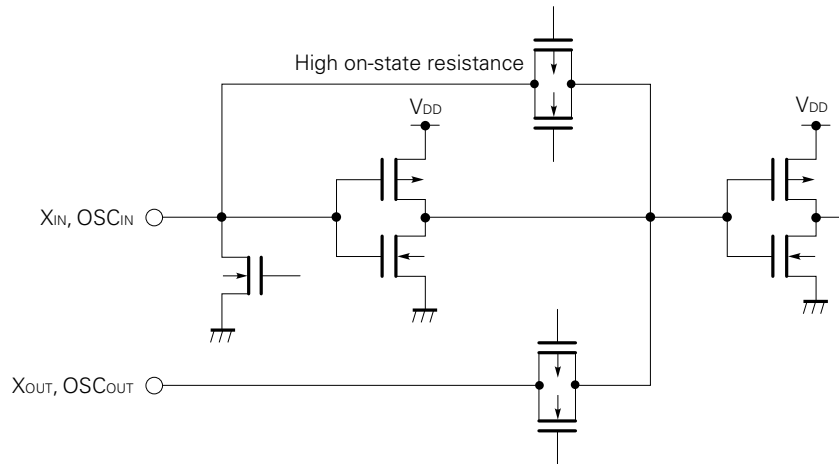 High on-state resistance
VDD
VDD
XIN, OSCIN
XOUT, OSCOUT